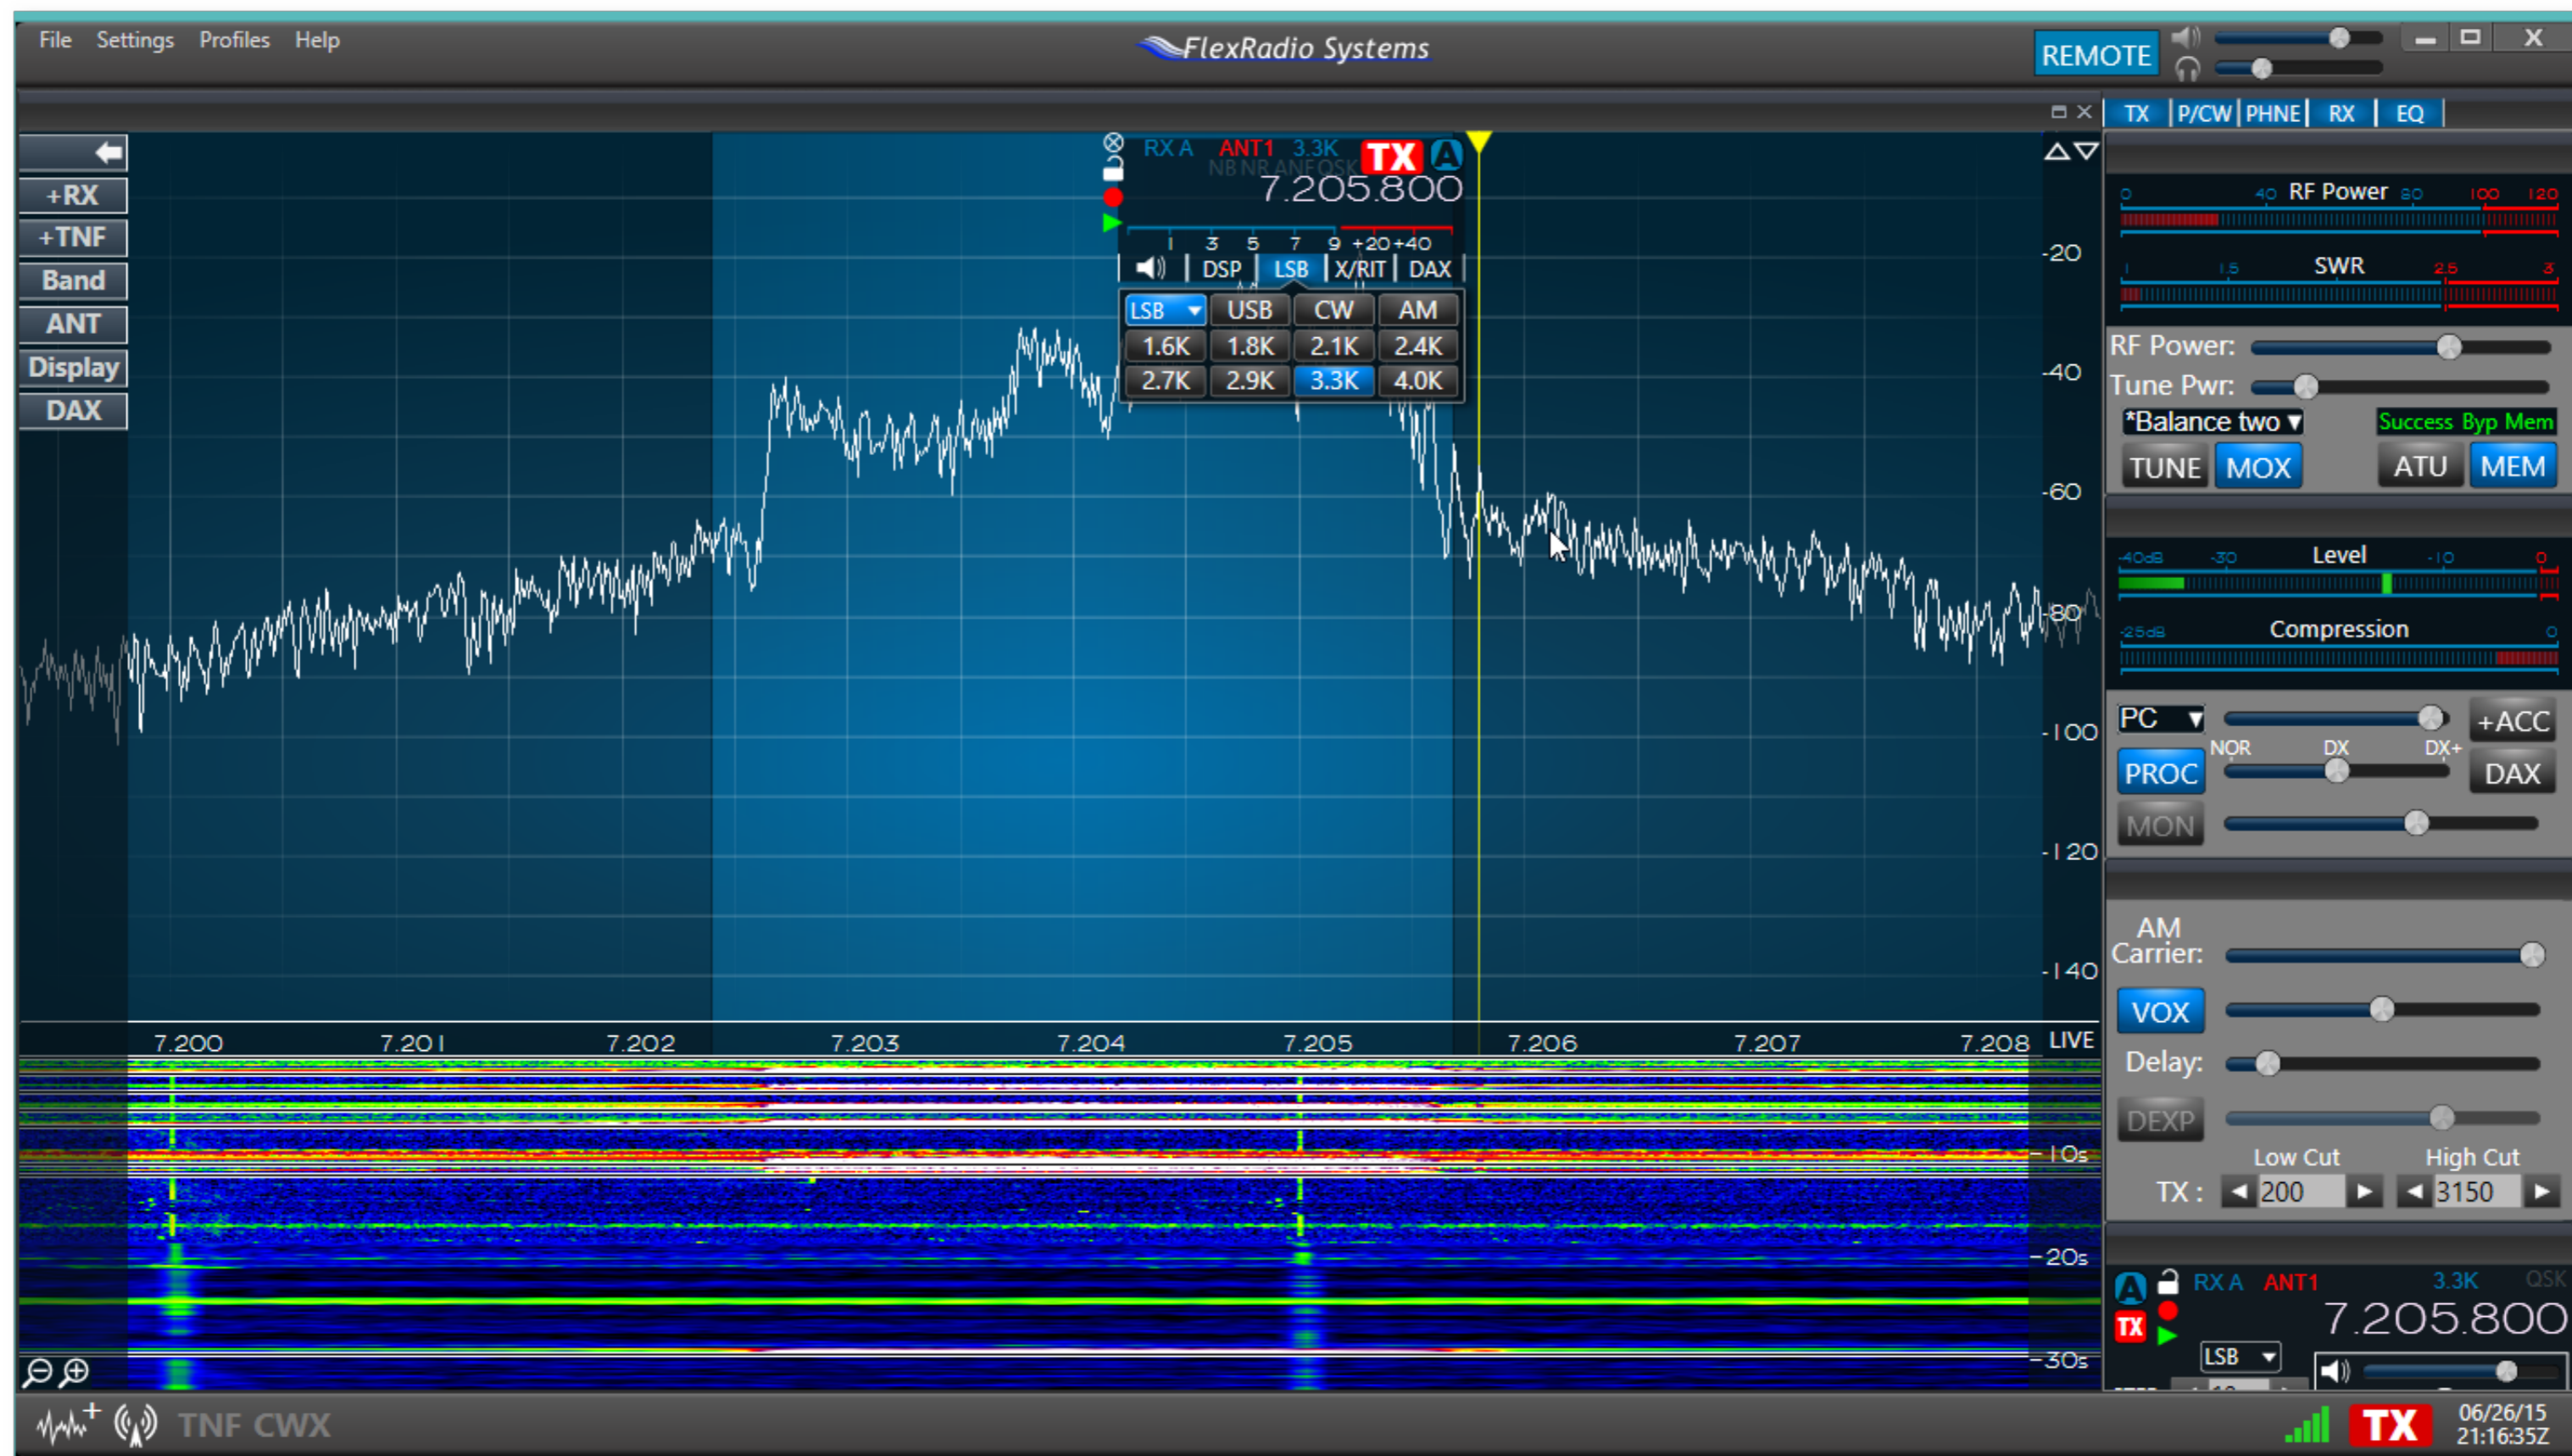 File Settings Profiles Help
FlexRadio Systems
REMOTE
X
TX P/CW PHNE RX EQ
+RX
+TNF
Band
ANT
Display
DAX
RX A ANT1 3.3K TX A
NB NR ANF QSK
7.205.800
1 3 5 7 9 +20 +40
DSP LSB X/RIT DAX
LSB USB CW AM
1.6K 1.8K 2.1K 2.4K
2.7K 2.9K 3.3K 4.0K
-20
-40
-60
-80
-100
-120
-140
7.200 7.201 7.202 7.203 7.204 7.205 7.206 7.207 7.208 LIVE
-10s
-20s
-30s
0 40 RF Power 80 100 120
1 1.5 SWR 2.5 3
RF Power:
Tune Pwr:
*Balance two Success Byp Mem
TUNE MOX ATU MEM
-40dB -30 Level -10 0
-25dB Compression 0
PC +ACC
NOR DX DX+
PROC DAX
MON
AM
Carrier:
VOX
Delay:
DEXP
Low Cut High Cut
TX : 200 3150
A RX A ANT1 3.3K QSK
TX 7.205.800
LSB
TNF CWX
TX 06/26/15
21:16:35Z